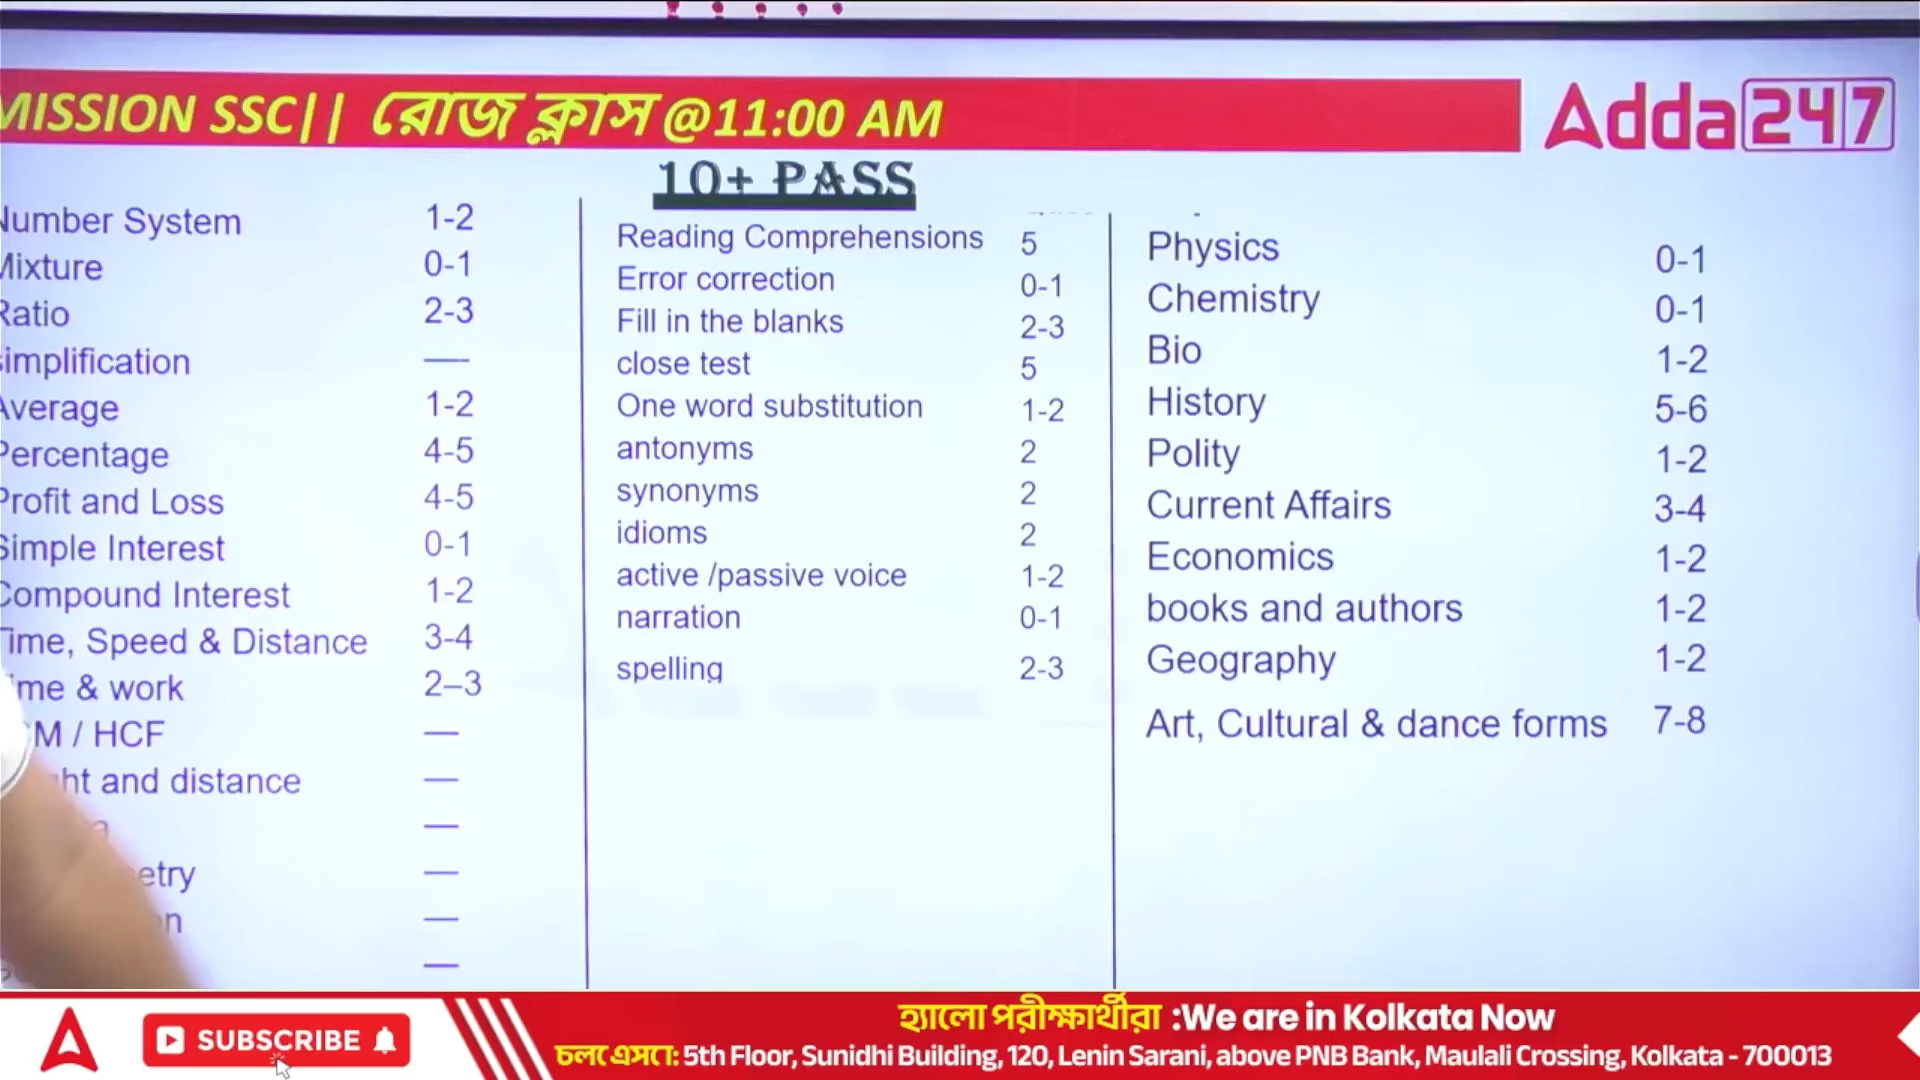 MISSION SSC|| রোজ ক্লাস @11:00 AM
Adda247
10+ PASS
Number System 1-2
Mixture 0-1
Ratio 2-3
simplification —
Average 1-2
Percentage 4-5
Profit and Loss 4-5
Simple Interest 0-1
Compound Interest 1-2
Time, Speed & Distance 3-4
me & work 2–3
M / HCF —
ht and distance —
—
etry —
n —
—
Reading Comprehensions 5
Error correction 0-1
Fill in the blanks 2-3
close test 5
One word substitution 1-2
antonyms 2
synonyms 2
idioms 2
active /passive voice 1-2
narration 0-1
spelling 2-3
Physics 0-1
Chemistry 0-1
Bio 1-2
History 5-6
Polity 1-2
Current Affairs 3-4
Economics 1-2
books and authors 1-2
Geography 1-2
Art, Cultural & dance forms 7-8
SUBSCRIBE
হ্যালো পরীক্ষার্থীরা :We are in Kolkata Now
চলে এসো: 5th Floor, Sunidhi Building, 120, Lenin Sarani, above PNB Bank, Maulali Crossing, Kolkata - 700013